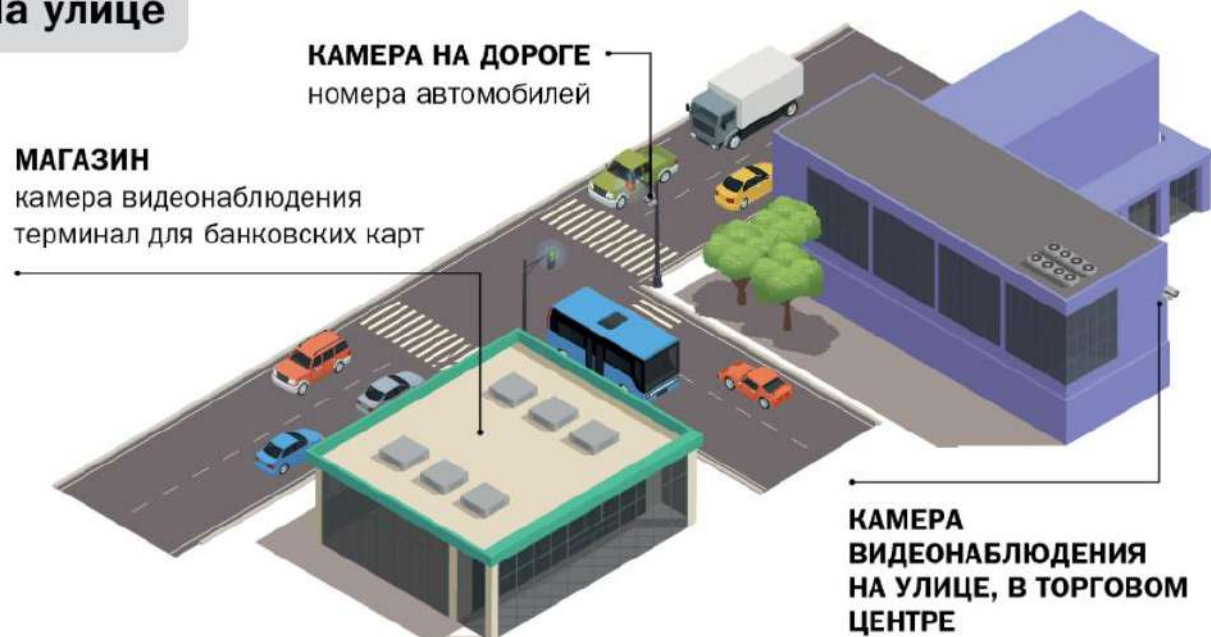 на улице
КАМЕРА НА ДОРОГЕ
номера автомобилей
МАГАЗИН
камера видеонаблюдения
терминал для банковских карт
КАМЕРА
ВИДЕОНАБЛЮДЕНИЯ
НА УЛИЦЕ, В ТОРГОВОМ
ЦЕНТРЕ